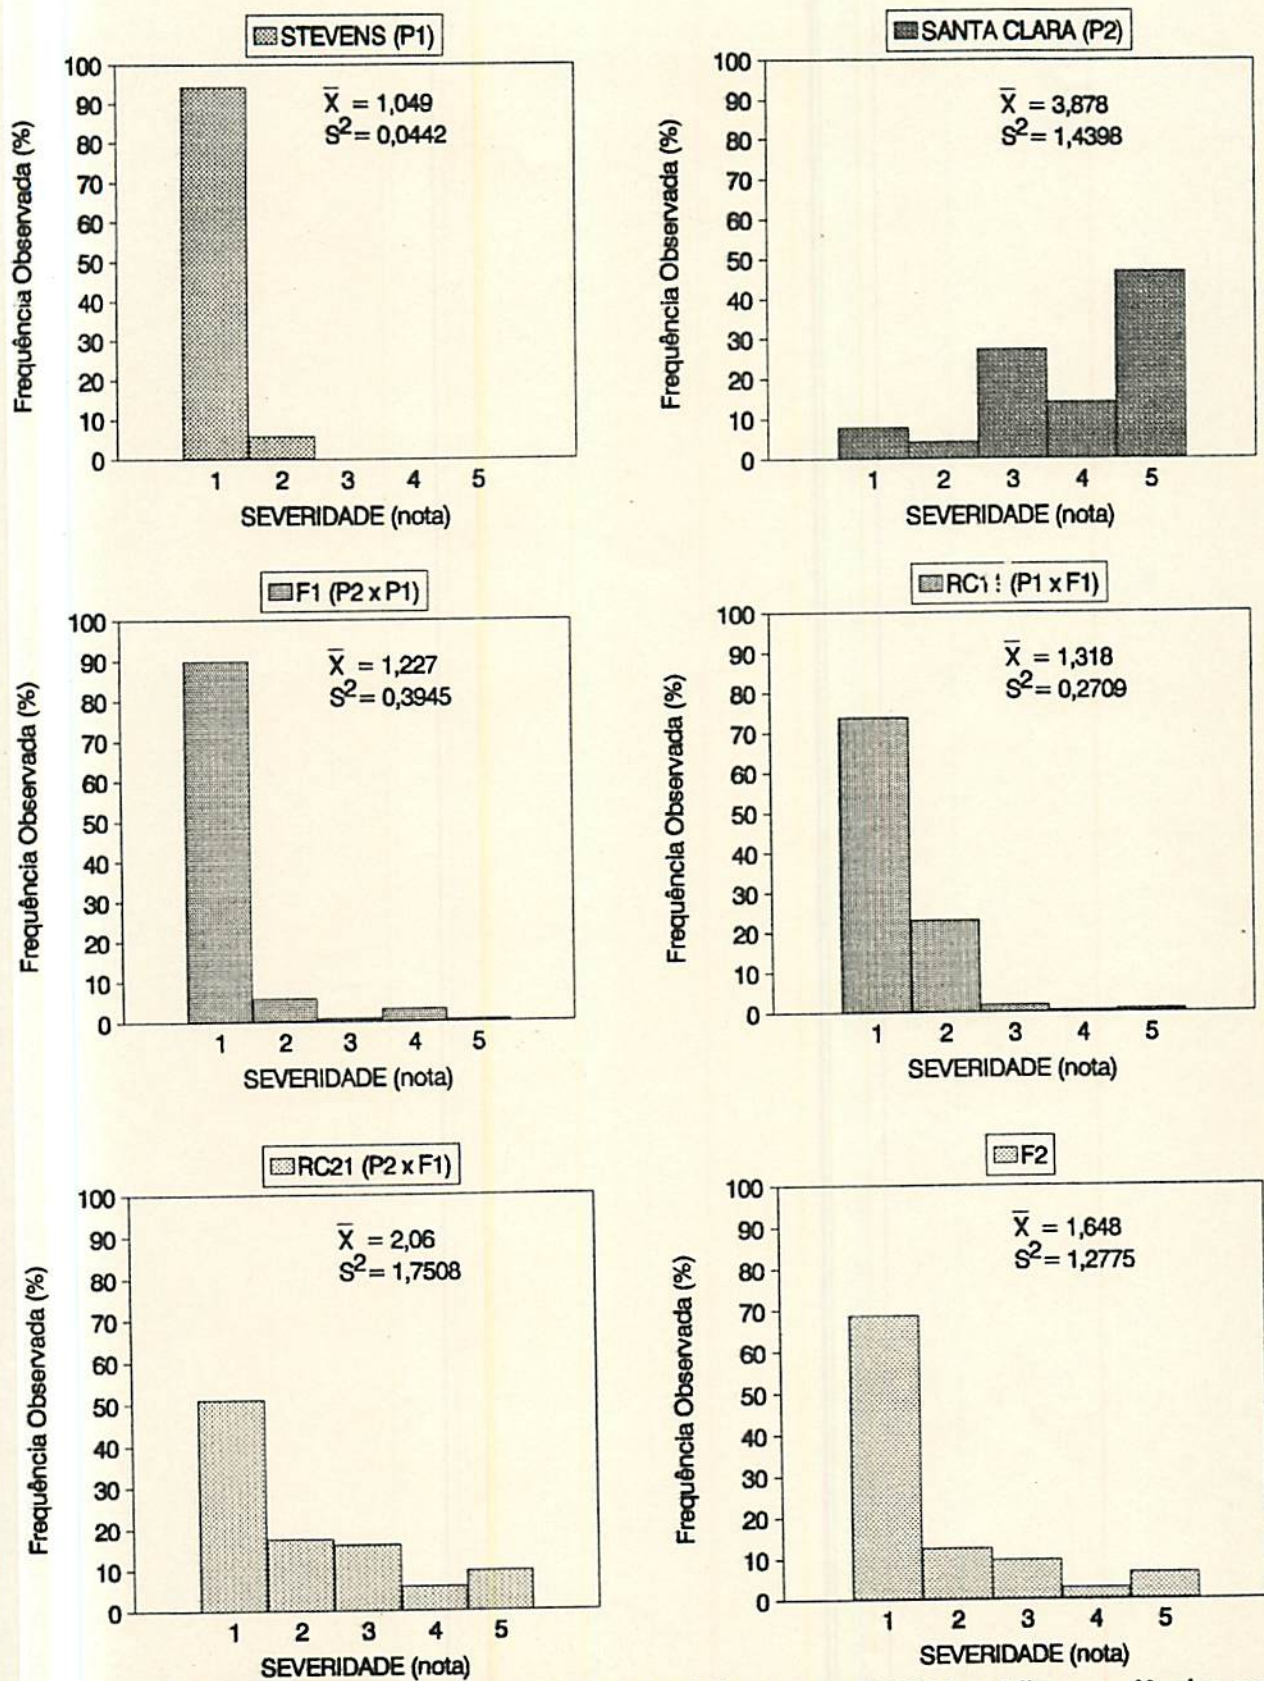 STEVENS (P1)
100
90
80
70
60
50
40
30
20
10
0
Frequência Observada (%)
X = 1,049
S2 = 0,0442
1 2 3 4 5
SEVERIDADE (nota)
SANTA CLARA (P2)
100
90
80
70
60
50
40
30
20
10
0
Frequência Observada (%)
X = 3,878
S2 = 1,4398
1 2 3 4 5
SEVERIDADE (nota)
F1 (P2 x P1)
100
90
80
70
60
50
40
30
20
10
0
Frequência Observada (%)
X = 1,227
S2 = 0,3945
1 2 3 4 5
SEVERIDADE (nota)
(P1 x F1)
100
90
80
70
60
50
40
30
20
10
0
Frequência Observada (%)
X = 1,318
S2 = 0,2709
1 2 3 4 5
SEVERIDADE (nota)
RC21 (P2 x F1)
100
90
80
70
60
50
40
30
20
10
0
Frequência Observada (%)
X = 2,06
S2 = 1,7508
1 2 3 4 5
SEVERIDADE (nota)
F2
100
90
80
70
60
50
40
30
20
10
0
Frequência Observada (%)
X = 1,648
S2 = 1,2775
1 2 3 4 5
SEVERIDADE (nota)